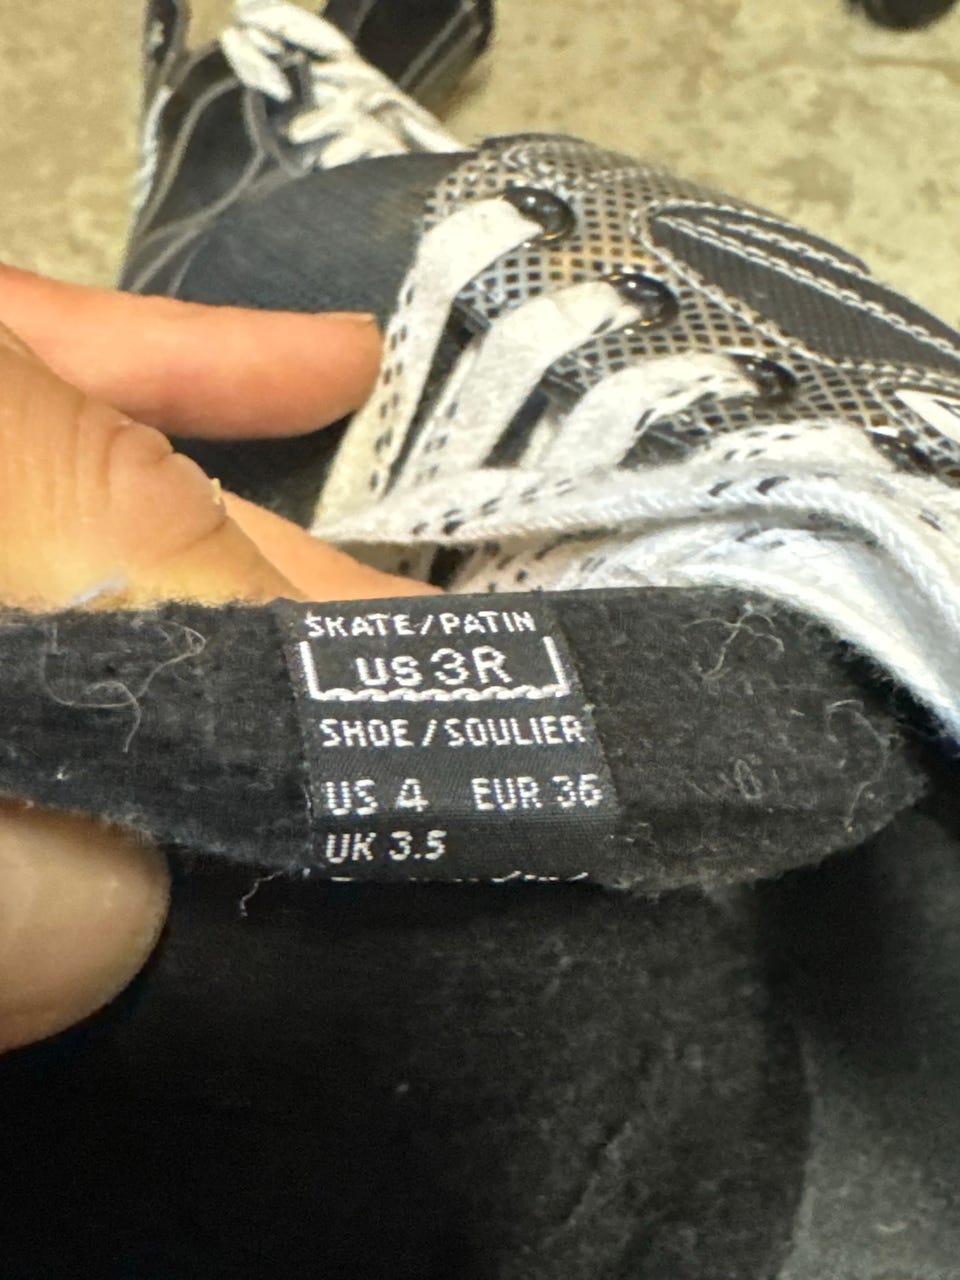 SKATE/PATIN
US 3R
SHOE/SOULIER
US 4 EUR 36
UK 3.5